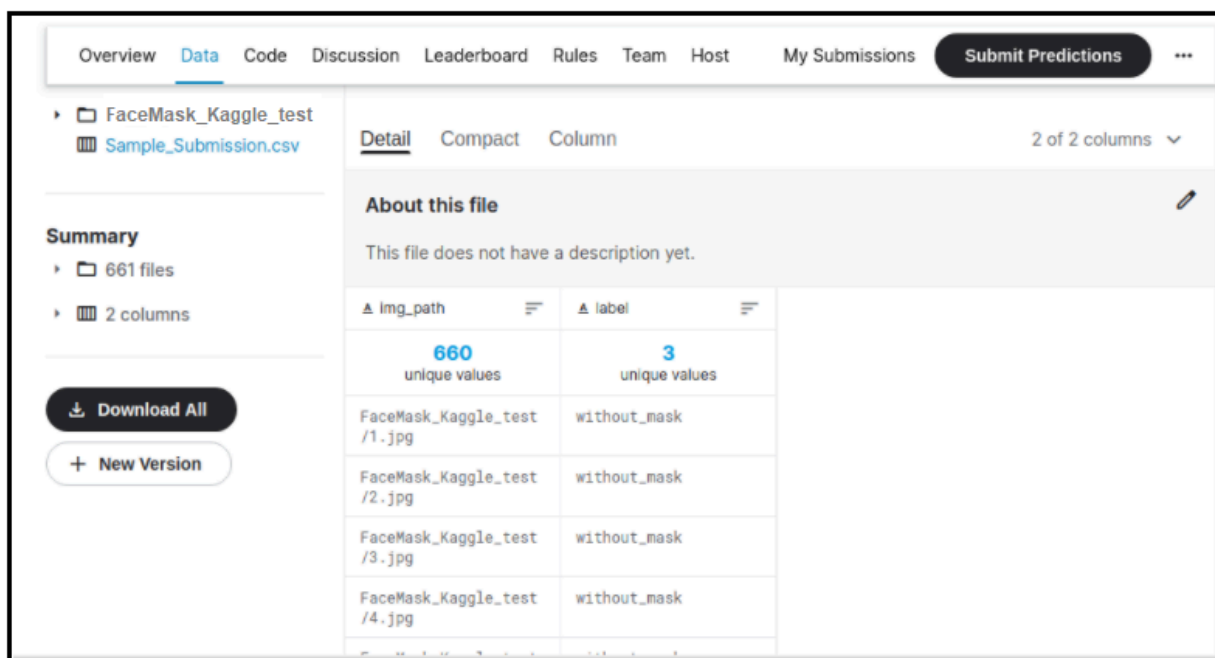 Overview Data Code Discussion Leaderboard Rules Team Host My Submissions Submit Predictions ...
FaceMask_Kaggle_test
Sample_Submission.csv
Summary
661 files
2 columns
Download All
+ New Version
Detail Compact Column 2 of 2 columns
About this file
This file does not have a description yet.
A img_path A label
660 3
unique values unique values
FaceMask_Kaggle_test without_mask
/1.jpg
FaceMask_Kaggle_test without_mask
/2.jpg
FaceMask_Kaggle_test without_mask
/3.jpg
FaceMask_Kaggle_test without_mask
/4.jpg